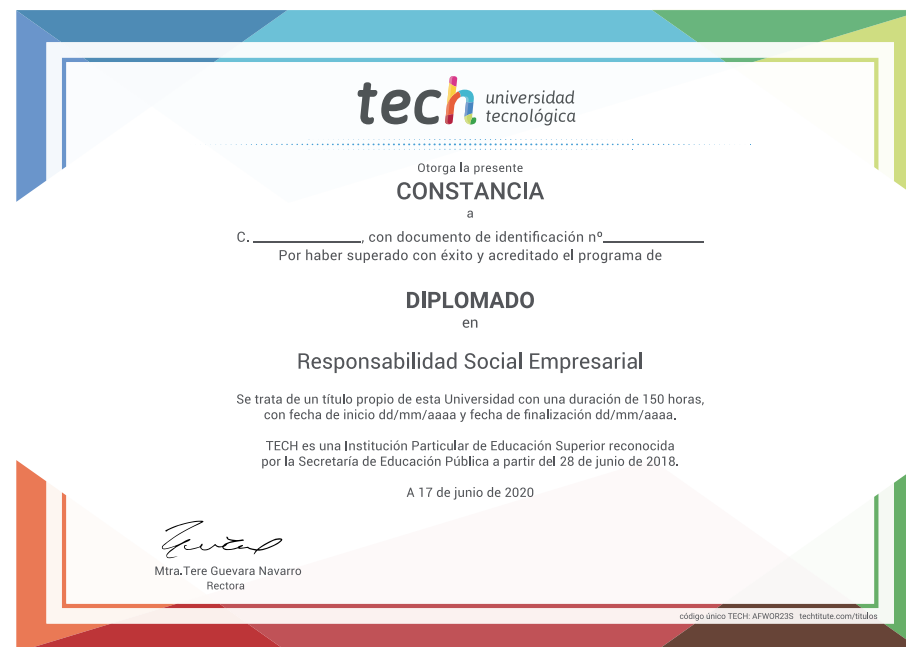 tech universidad
tecnológica
Otorga la presente
CONSTANCIA
a
C. ______________, con documento de identificación nº_____________
Por haber superado con éxito y acreditado el programa de
DIPLOMADO
en
Responsabilidad Social Empresarial
Se trata de un título propio de esta Universidad con una duración de 150 horas,
con fecha de inicio dd/mm/aaaa y fecha de finalización dd/mm/aaaa.
TECH es una Institución Particular de Educación Superior reconocida
por la Secretaría de Educación Pública a partir del 28 de junio de 2018.
A 17 de junio de 2020
Mtra.Tere Guevara Navarro
Rectora
código único TECH: AFWOR23S techtitute.com/titulos